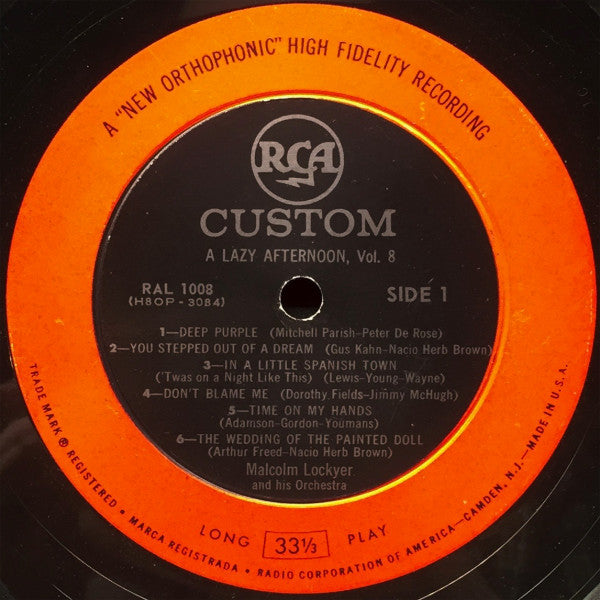 A "NEW ORTHOPHONIC" HIGH FIDELITY RECORDING
RCA
CUSTOM
A LAZY AFTERNOON, Vol. 8
RAL 1008
(H8OP-3084)
SIDE 1
1—DEEP PURPLE (Mitchell Parish-Peter De Rose)
2—YOU STEPPED OUT OF A DREAM (Gus Kahn-Nacio Herb Brown)
3—IN A LITTLE SPANISH TOWN
('Twas on a Night Like This) (Lewis-Young-Wayne)
4—DON'T BLAME ME (Dorothy Fields-Jimmy McHugh)
5—TIME ON MY HANDS
(Adamson-Gordon-Youmans)
6—THE WEDDING OF THE PAINTED DOLL
(Arthur Freed-Nacio Herb Brown)
Malcolm Lockyer
and his Orchestra
LONG 33⅓ PLAY
TRADE MARK ® REGISTERED • MARCA REGISTRADA • RADIO CORPORATION OF AMERICA—CAMDEN, N.J.—MADE IN U.S.A.